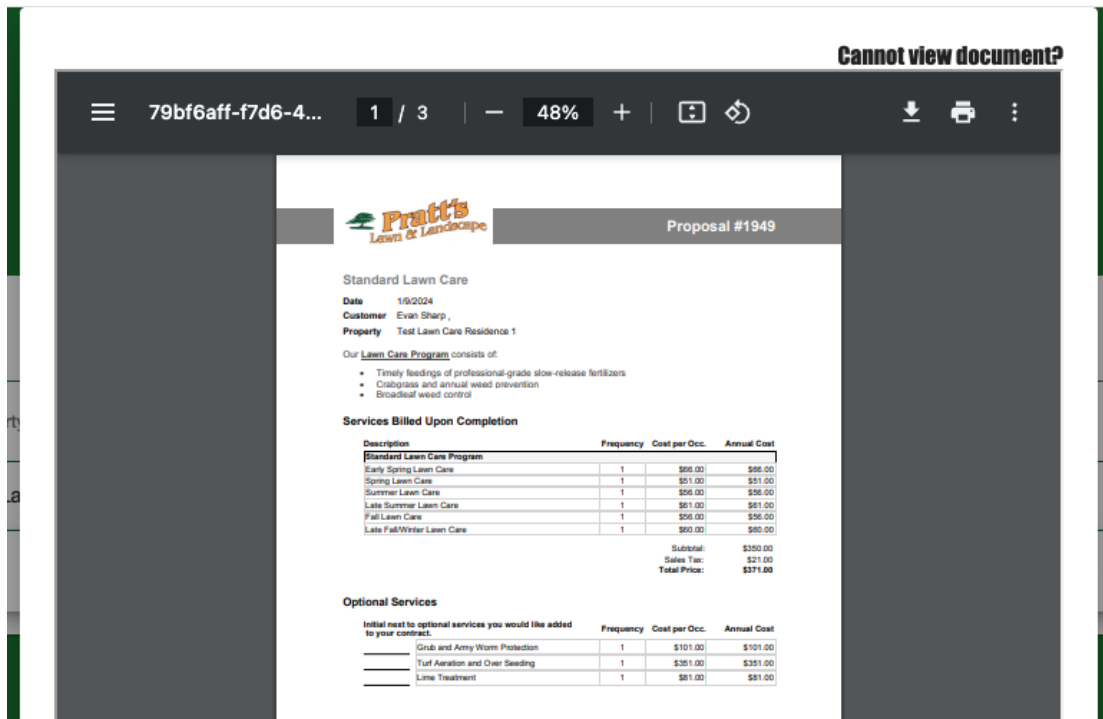 Cannot view document?
79bf6aff-f7d6-4... 1 / 3 48%
Pratt's
Lawn & Landscape
Proposal #1949
Standard Lawn Care
Date 1/9/2024
Customer Evan Sharp ,
Property Test Lawn Care Residence 1
Our Lawn Care Program consists of:
• Timely feedings of professional-grade slow-release fertilizers
• Crabgrass and annual weed prevention
• Broadleaf weed control
Services Billed Upon Completion
Description Frequency Cost per Occ. Annual Cost
Standard Lawn Care Program
Early Spring Lawn Care 1 $66.00 $66.00
Spring Lawn Care 1 $51.00 $51.00
Summer Lawn Care 1 $56.00 $56.00
Late Summer Lawn Care 1 $61.00 $61.00
Fall Lawn Care 1 $56.00 $56.00
Late Fall/Winter Lawn Care 1 $60.00 $60.00
Subtotal: $350.00
Sales Tax: $21.00
Total Price: $371.00
Optional Services
Initial next to optional services you would like added
to your contract.
Frequency Cost per Occ. Annual Cost
Grub and Army Worm Protection 1 $101.00 $101.00
Turf Aeration and Over Seeding 1 $351.00 $351.00
Lime Treatment 1 $81.00 $81.00